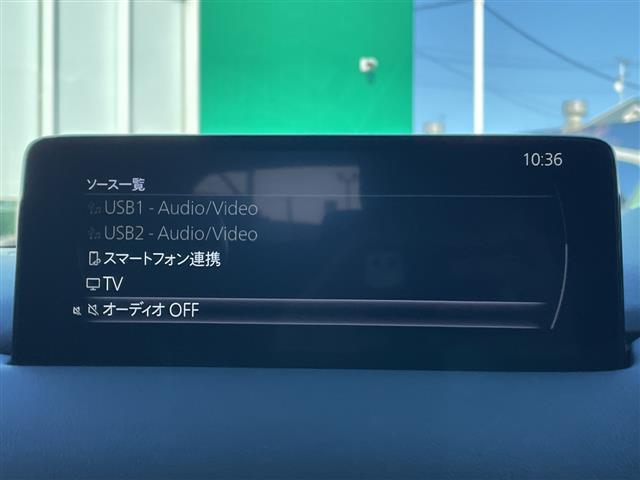 10:36
ソース一覧
USB1 - Audio/Video
USB2 - Audio/Video
スマートフォン連携
TV
オーディオ OFF